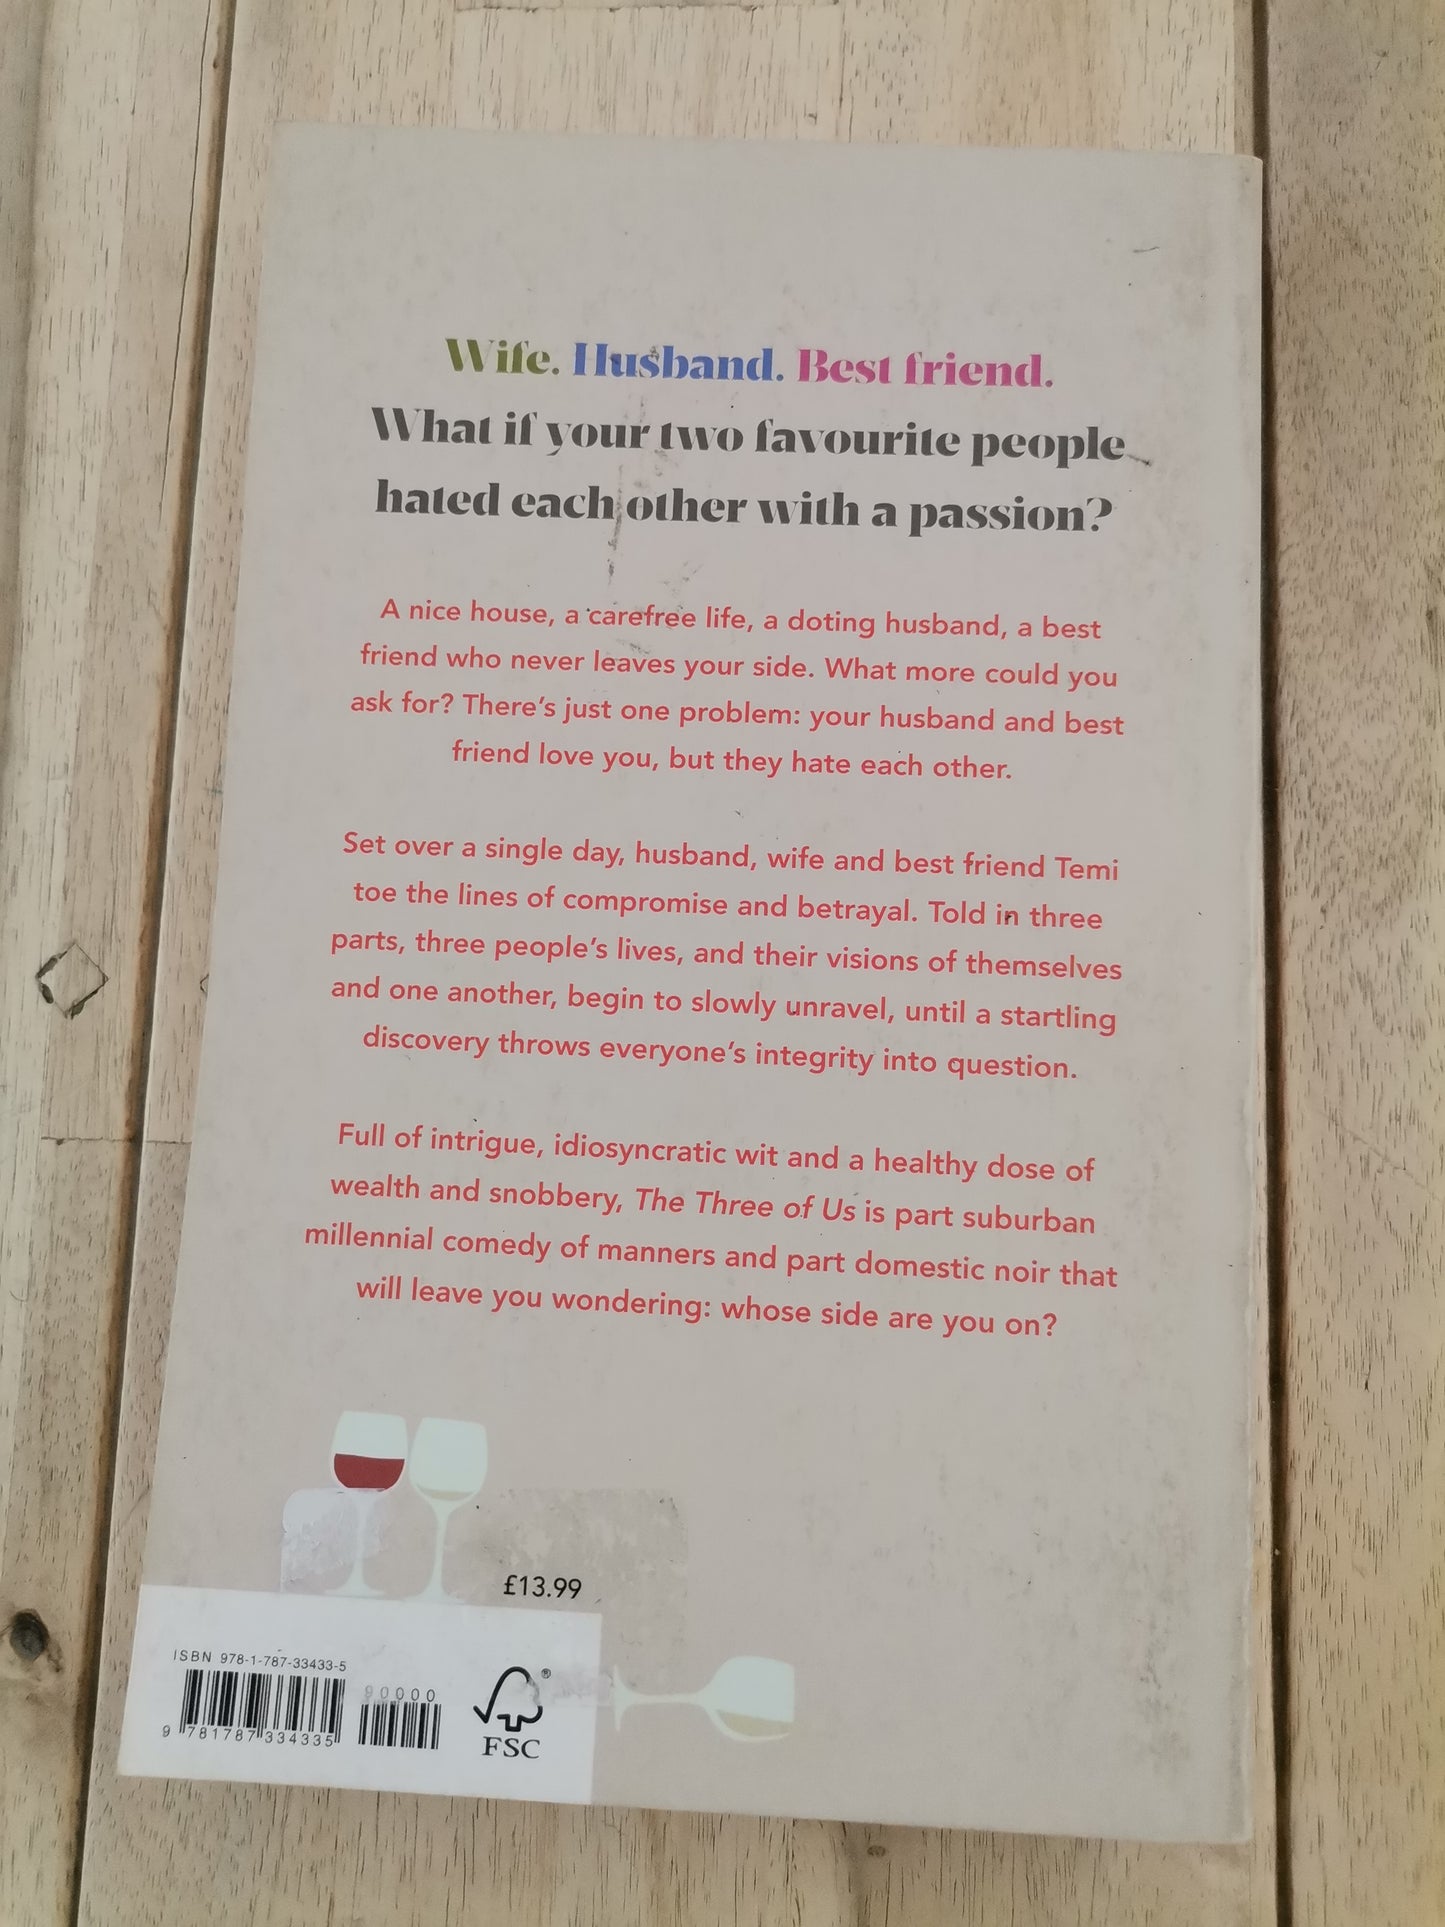 Wife. Husband. Best friend.
What if your two favourite people
hated each other with a passion?
A nice house, a carefree life, a doting husband, a best
friend who never leaves your side. What more could you
ask for? There's just one problem: your husband and best
friend love you, but they hate each other.
Set over a single day, husband, wife and best friend Temi
toe the lines of compromise and betrayal. Told in three
parts, three people's lives, and their visions of themselves
and one another, begin to slowly unravel, until a startling
discovery throws everyone's integrity into question.
Full of intrigue, idiosyncratic wit and a healthy dose of
wealth and snobbery, The Three of Us is part suburban
millennial comedy of manners and part domestic noir that
will leave you wondering: whose side are you on?
£13.99
ISBN 978-1-787-33433-5
90000
9 781787 334335
®
FSC